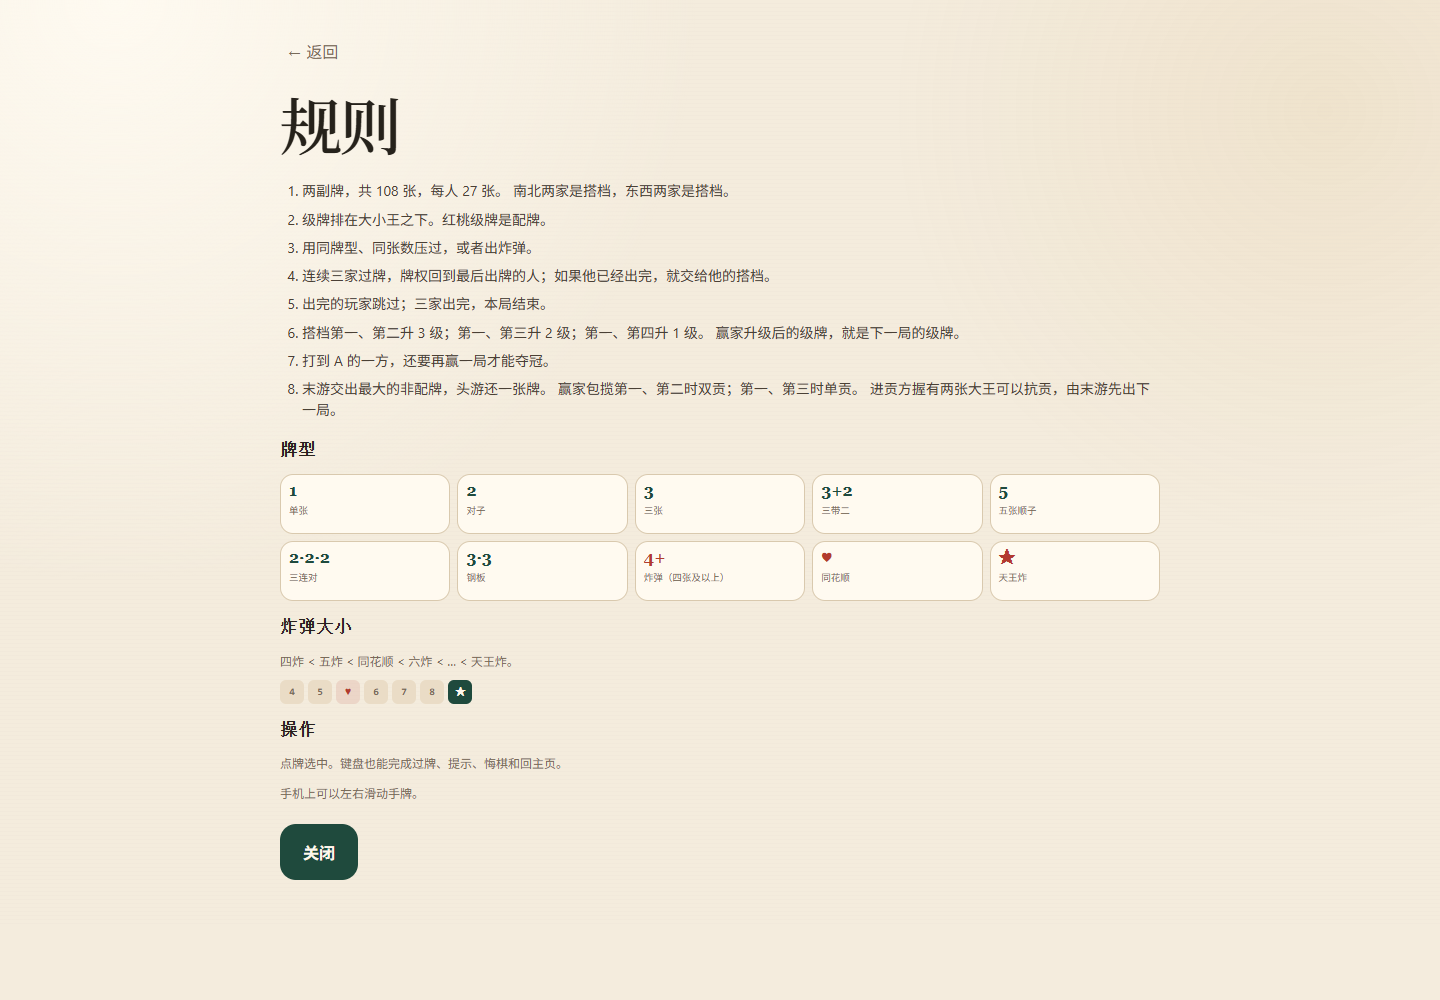 ← 返回
规则
1. 两副牌，共 108 张，每人 27 张。 南北两家是搭档，东西两家是搭档。
2. 级牌排在大小王之下。红桃级牌是配牌。
3. 用同牌型、同张数压过，或者出炸弹。
4. 连续三家过牌，牌权回到最后出牌的人；如果他已经出完，就交给他的搭档。
5. 出完的玩家跳过；三家出完，本局结束。
6. 搭档第一、第二升 3 级；第一、第三升 2 级；第一、第四升 1 级。 赢家升级后的级牌，就是下一局的级牌。
7. 打到 A 的一方，还要再赢一局才能夺冠。
8. 末游交出最大的非配牌，头游还一张牌。 赢家包揽第一、第二时双贡；第一、第三时单贡。 进贡方握有两张大王可以抗贡，由末游先出下
一局。
牌型
1
单张
2
对子
3
三张
3+2
三带二
5
五张顺子
2·2·2
三连对
3·3
钢板
4+
炸弹（四张及以上）
♥
同花顺
★
天王炸
炸弹大小
四炸 < 五炸 < 同花顺 < 六炸 < ... < 天王炸。
4 5 ♥ 6 7 8 ★
操作
点牌选中。键盘也能完成过牌、提示、悔棋和回主页。
手机上可以左右滑动手牌。
关闭